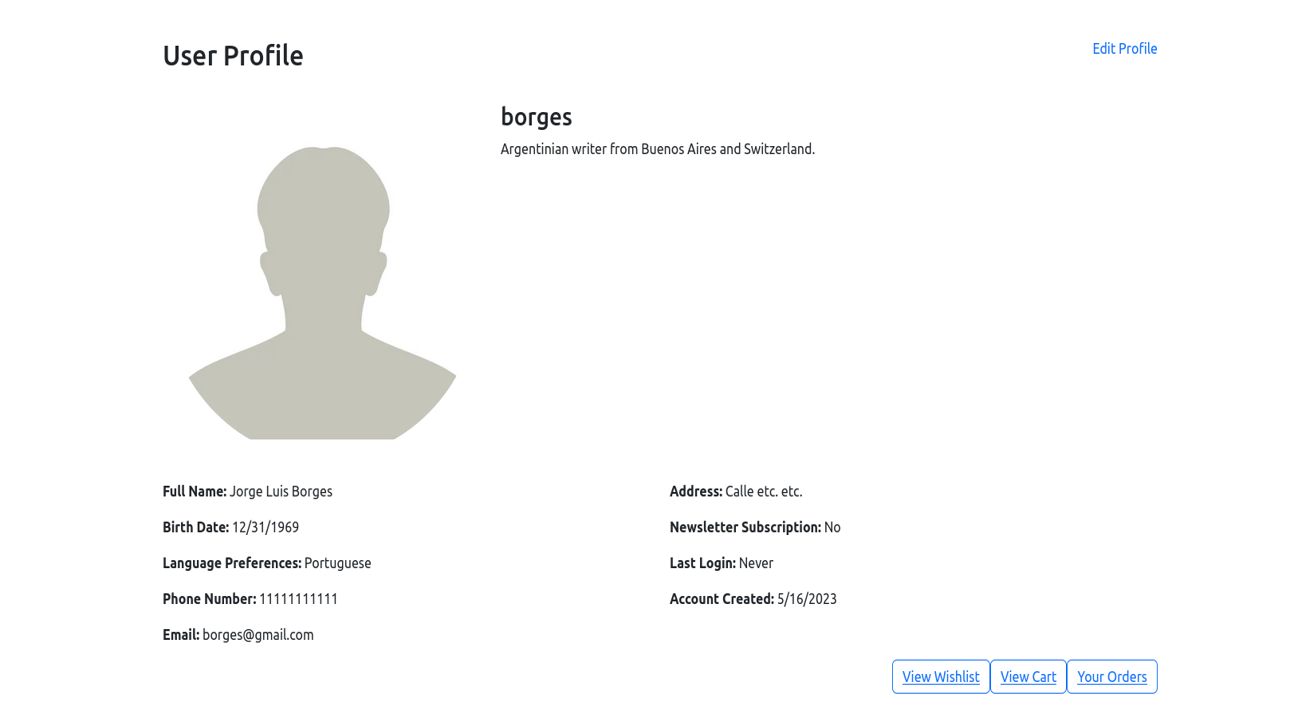 User Profile
Edit Profile
borges
Argentinian writer from Buenos Aires and Switzerland.
Full Name: Jorge Luis Borges
Birth Date: 12/31/1969
Language Preferences: Portuguese
Phone Number: 11111111111
Email: borges@gmail.com
Address: Calle etc. etc.
Newsletter Subscription: No
Last Login: Never
Account Created: 5/16/2023
View Wishlist
View Cart
Your Orders